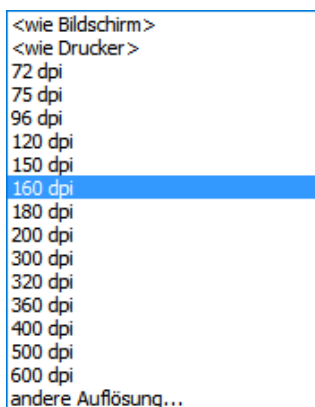 <wie Bildschirm>
<wie Drucker>
72 dpi
75 dpi
96 dpi
120 dpi
150 dpi
160 dpi
180 dpi
200 dpi
300 dpi
320 dpi
360 dpi
400 dpi
500 dpi
600 dpi
andere Auflösung...